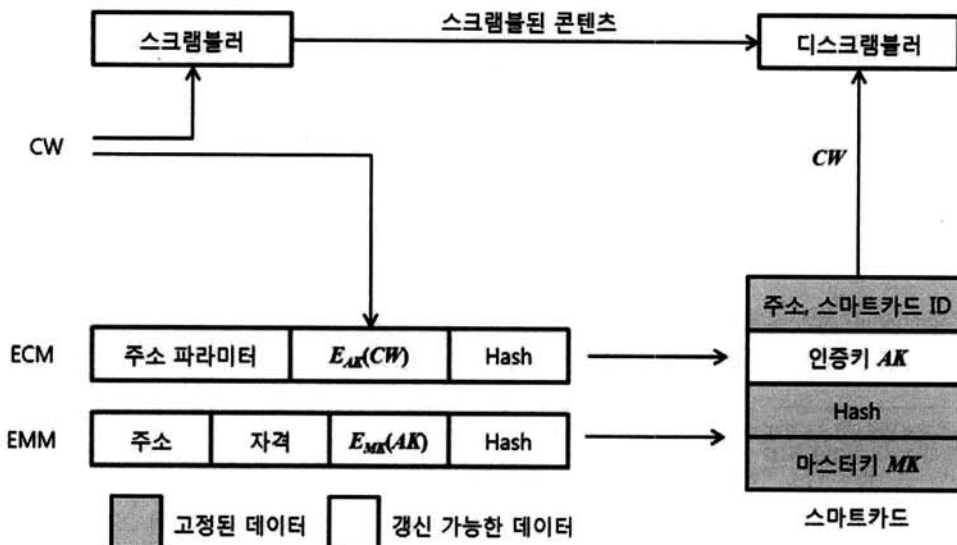 스크램블러
스크램블된 콘텐츠
디스크램블러
CW
CW
주소, 스마트카드 ID
ECM
주소 파라미터
E_AK(CW)
Hash
인증키 AK
Hash
EMM
주소
자격
E_MK(AK)
Hash
마스터키 MK
고정된 데이터
갱신 가능한 데이터
스마트카드